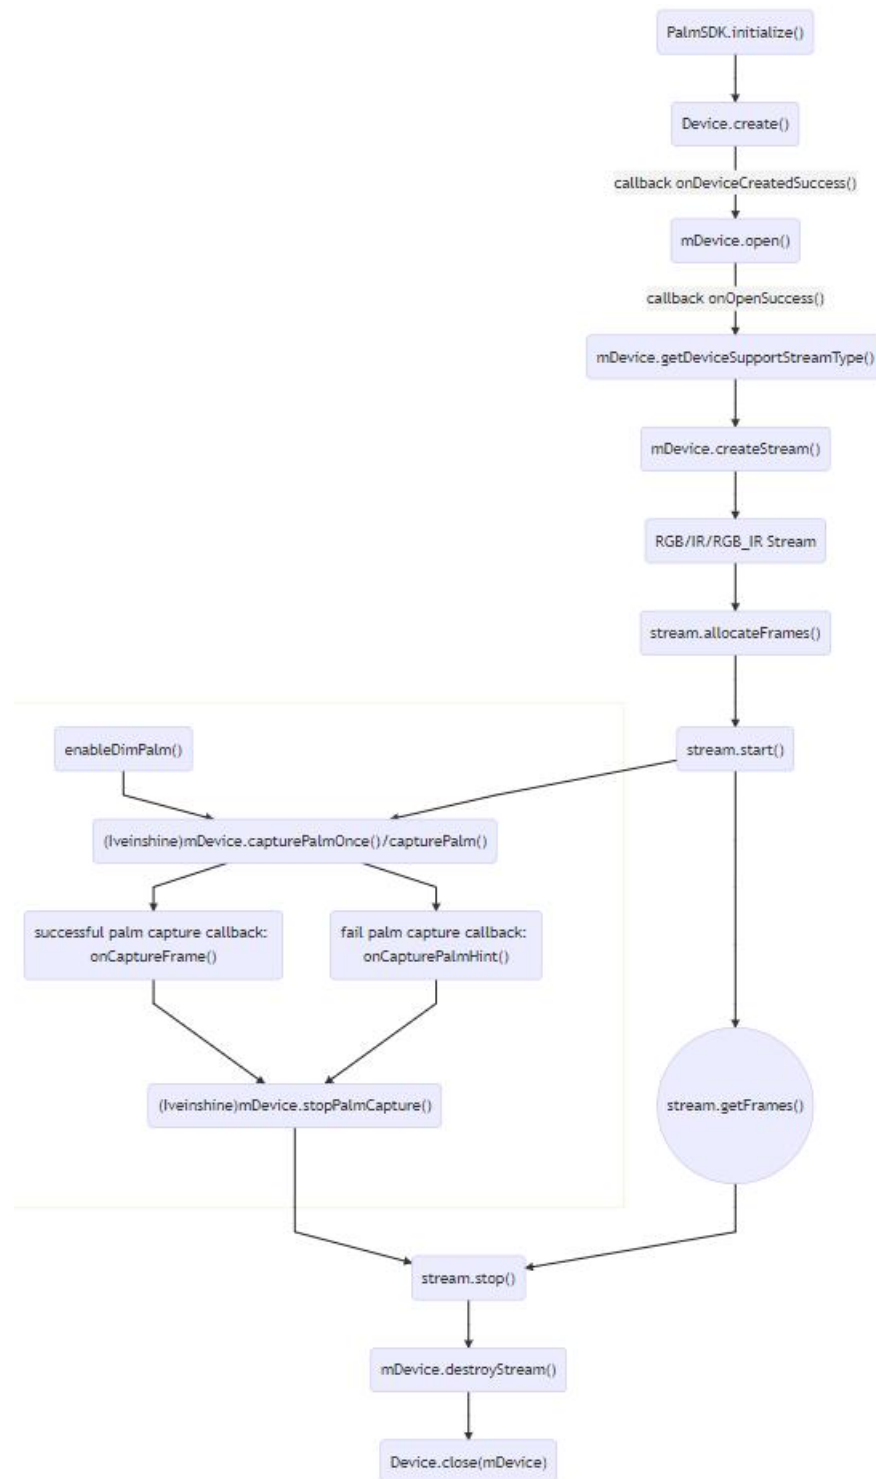 PalmSDK.initialize()
Device.create()
callback onDeviceCreatedSuccess()
mDevice.open()
callback onOpenSuccess()
mDevice.getDeviceSupportStreamType()
mDevice.createStream()
RGB/IR/RGB_IR Stream
stream.allocateFrames()
enableDimPalm()
stream.start()
(Iveinshine)mDevice.capturePalmOnce()/capturePalm()
successful palm capture callback:
onCaptureFrame()
fail palm capture callback:
onCapturePalmHint()
(Iveinshine)mDevice.stopPalmCapture()
stream.getFrames()
stream.stop()
mDevice.destroyStream()
Device.close(mDevice)